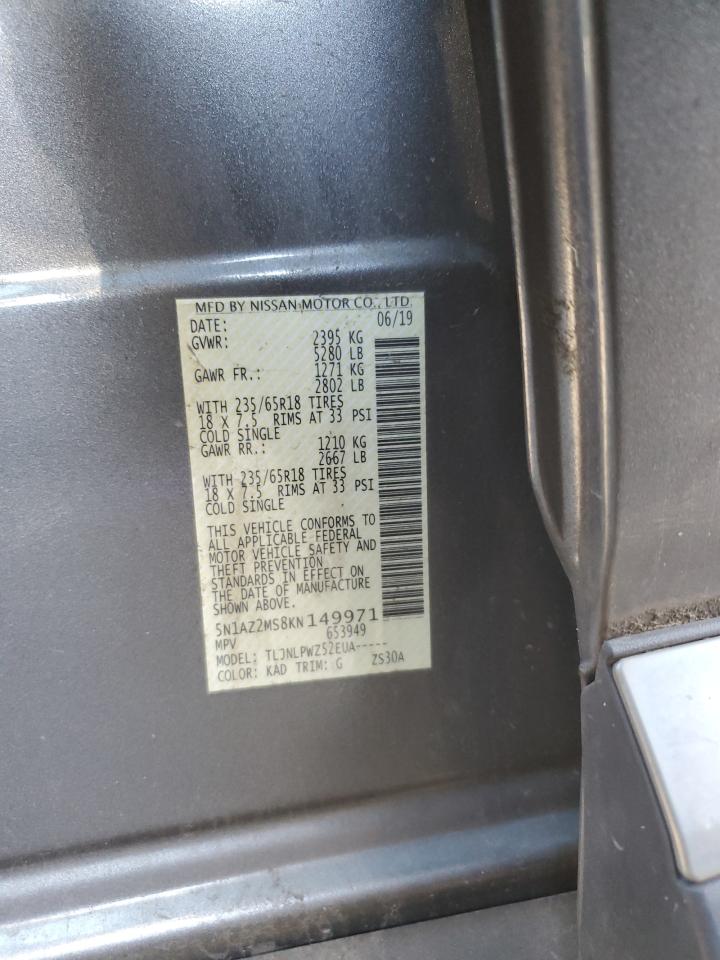 MFD BY NISSAN MOTOR CO., LTD.
DATE: 06/19
GVWR: 2395 KG
5280 LB
GAWR FR.: 1271 KG
2802 LB
WITH 235/65R18 TIRES
18 X 7.5 RIMS AT 33 PSI
COLD SINGLE
GAWR RR.: 1210 KG
2667 LB
WITH 235/65R18 TIRES
18 X 7.5 RIMS AT 33 PSI
COLD SINGLE
THIS VEHICLE CONFORMS TO
ALL APPLICABLE FEDERAL
MOTOR VEHICLE SAFETY AND
THEFT PREVENTION
STANDARDS IN EFFECT ON
THE DATE OF MANUFACTURE
SHOWN ABOVE.
5N1AZ2MS8KN149971
MPV 653949
MODEL: TLJNLPWZ52EUA-----
COLOR: KAD TRIM: G ZS30A